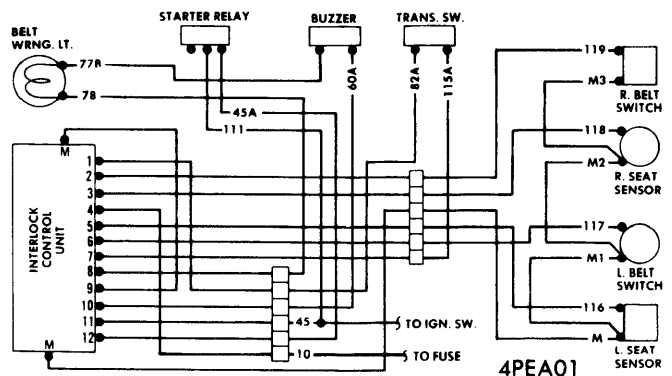 STARTER RELAY
BUZZER
TRANS. SW.
BELT
WRNG. LT.
77B
78
45A
111
60A
82A
115A
119
M3
R. BELT
SWITCH
118
M2
R. SEAT
SENSOR
117
M1
L. BELT
SWITCH
116
M
L. SEAT
SENSOR
M
INTERLOCK
CONTROL
UNIT
1
2
3
4
5
6
7
8
9
10
11
12
M
45
TO IGN. SW.
10
TO FUSE
4PEA01